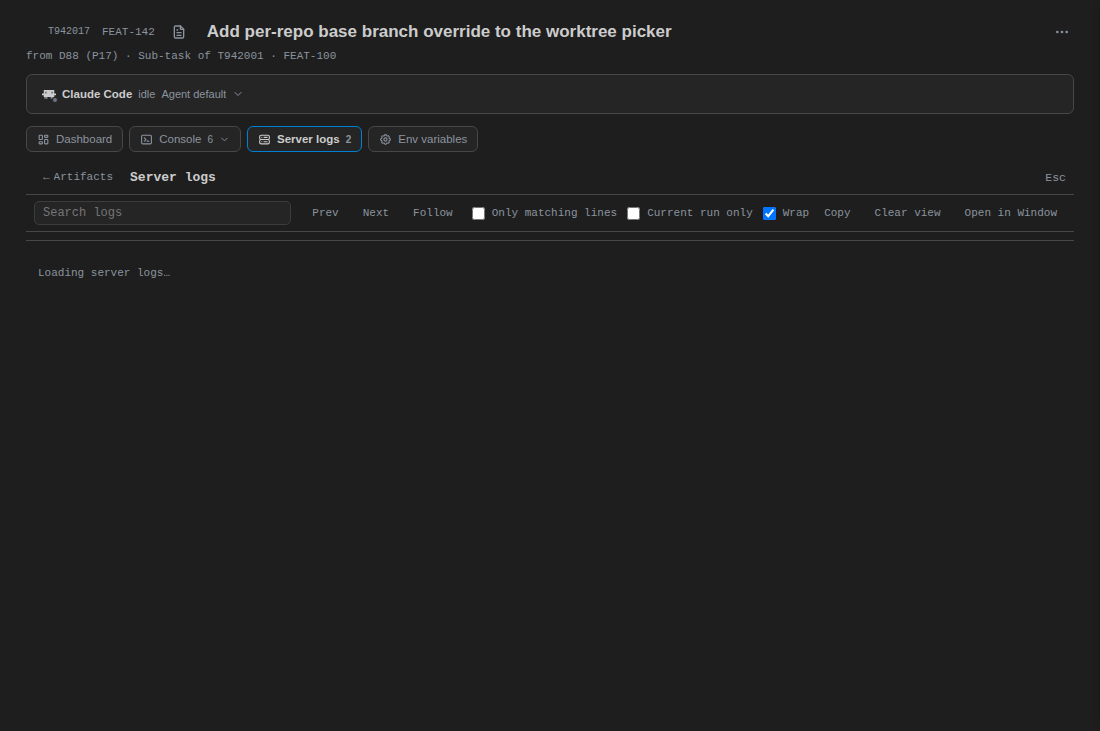 T942017 FEAT-142 Add per-repo base branch override to the worktree picker
from D88 (P17) · Sub-task of T942001 · FEAT-100
Claude Code idle Agent default
Dashboard Console 6 Server logs 2 Env variables
← Artifacts Server logs Esc
Search logs Prev Next Follow Only matching lines Current run only Wrap Copy Clear view Open in Window
Loading server logs…